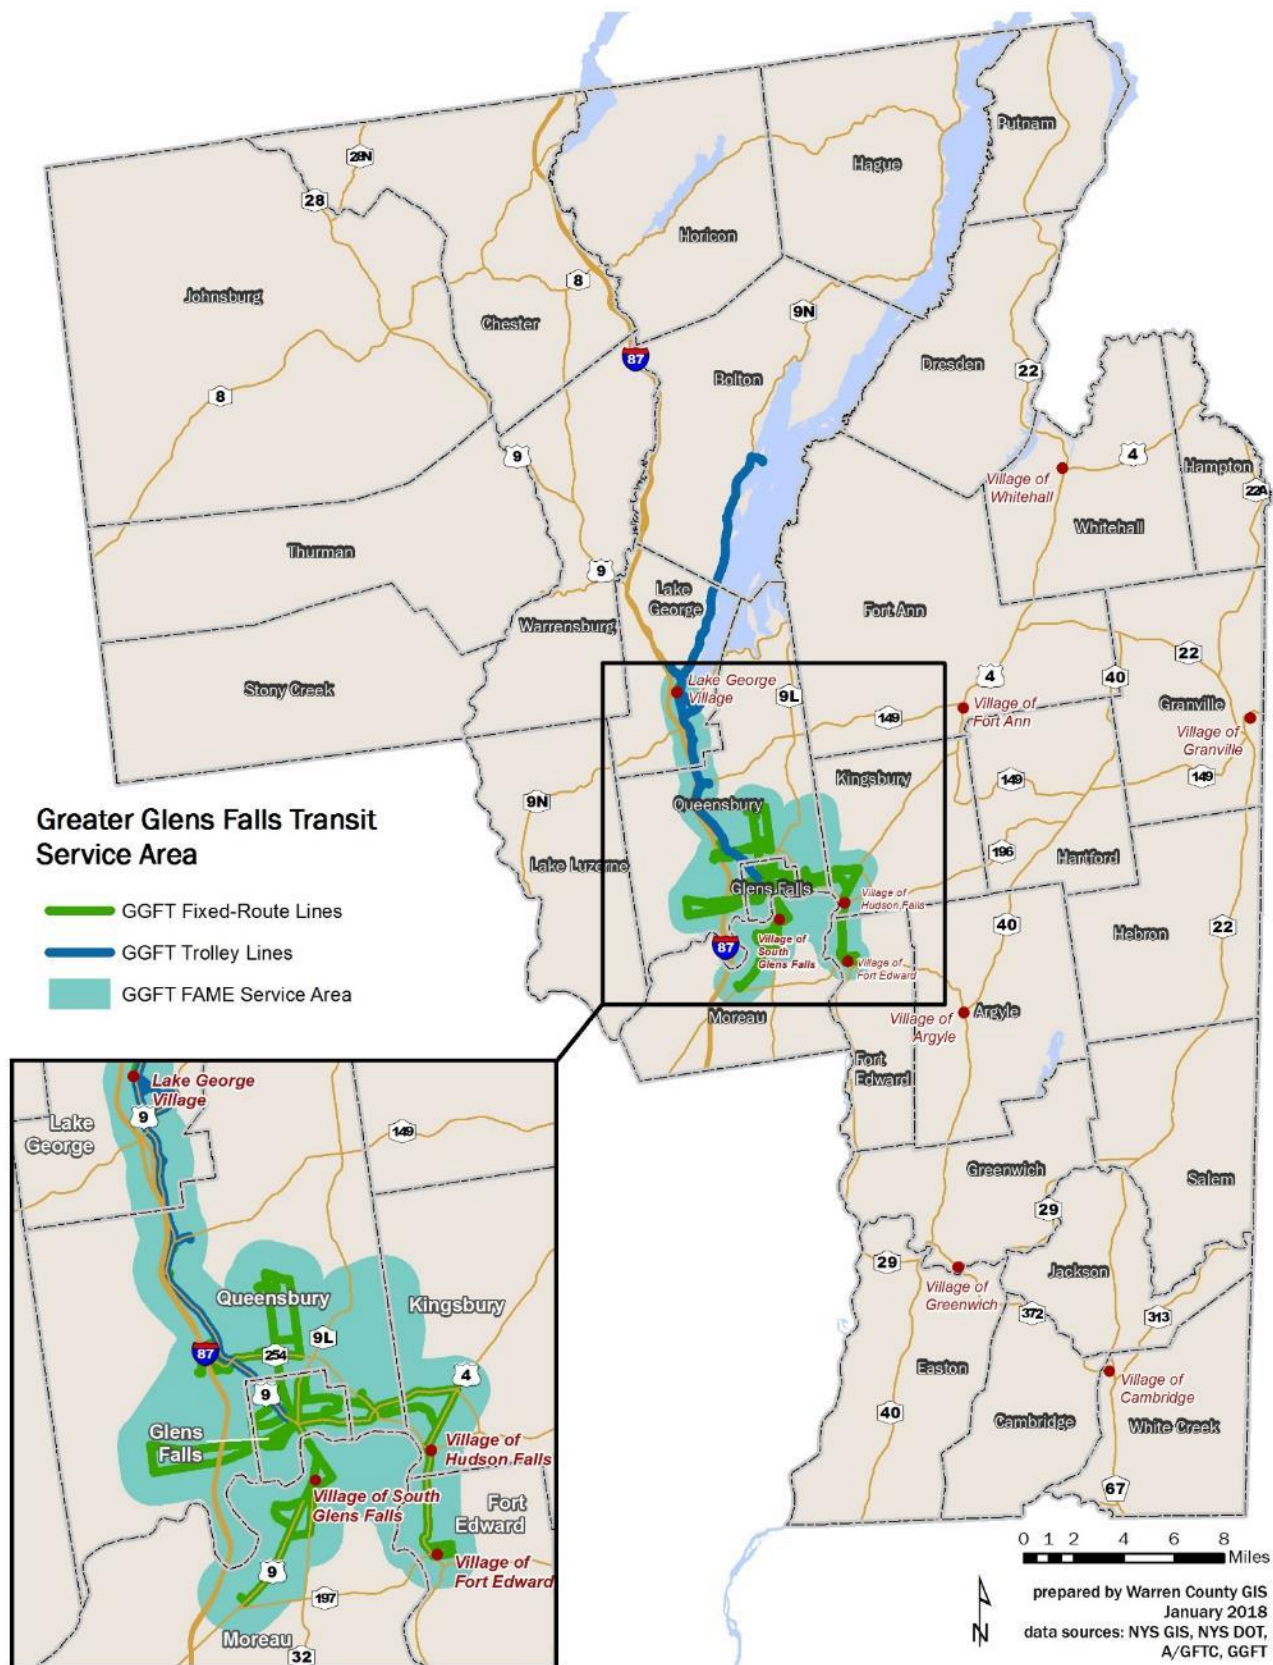 Putnam
28N
Hague
28
Horicon
8
Johnsburg
9N
Chester
87
Dresden
22
Bolton
8
9
4
Hampton
Village of
Whitehall
22A
Whitehall
Thurman
9
Lake
George
Fort Ann
Warrensburg
22
Stony Creek
Lake George
Village
9L
4
40
Granville
149
Village of
Fort Ann
Village of
Granville
Kingsbury
149
149
9N
Queensbury
196
Hartford
Lake Luzerne
Glens Falls
Village of
Hudson Falls
40
Hebron
22
87
Village of
South
Glens Falls
Village of
Fort Edward
Moreau
Village of
Argyle
Argyle
Fort
Edward
Greenwich
Salem
29
29
Village of
Greenwich
Jackson
372
313
Easton
Village of
Cambridge
40
Cambridge
White Creek
67
Greater Glens Falls Transit
Service Area
GGFT Fixed-Route Lines
GGFT Trolley Lines
GGFT FAME Service Area
Lake George
Village
9
Lake
George
149
Queensbury
Kingsbury
9L
87
254
4
9
Glens
Falls
Village of
Hudson Falls
Village of South
Glens Falls
Fort
Edward
9
Village of
Fort Edward
197
Moreau
32
0 1 2 4 6 8
Miles
N
prepared by Warren County GIS
January 2018
data sources: NYS GIS, NYS DOT,
A/GFTC, GGFT